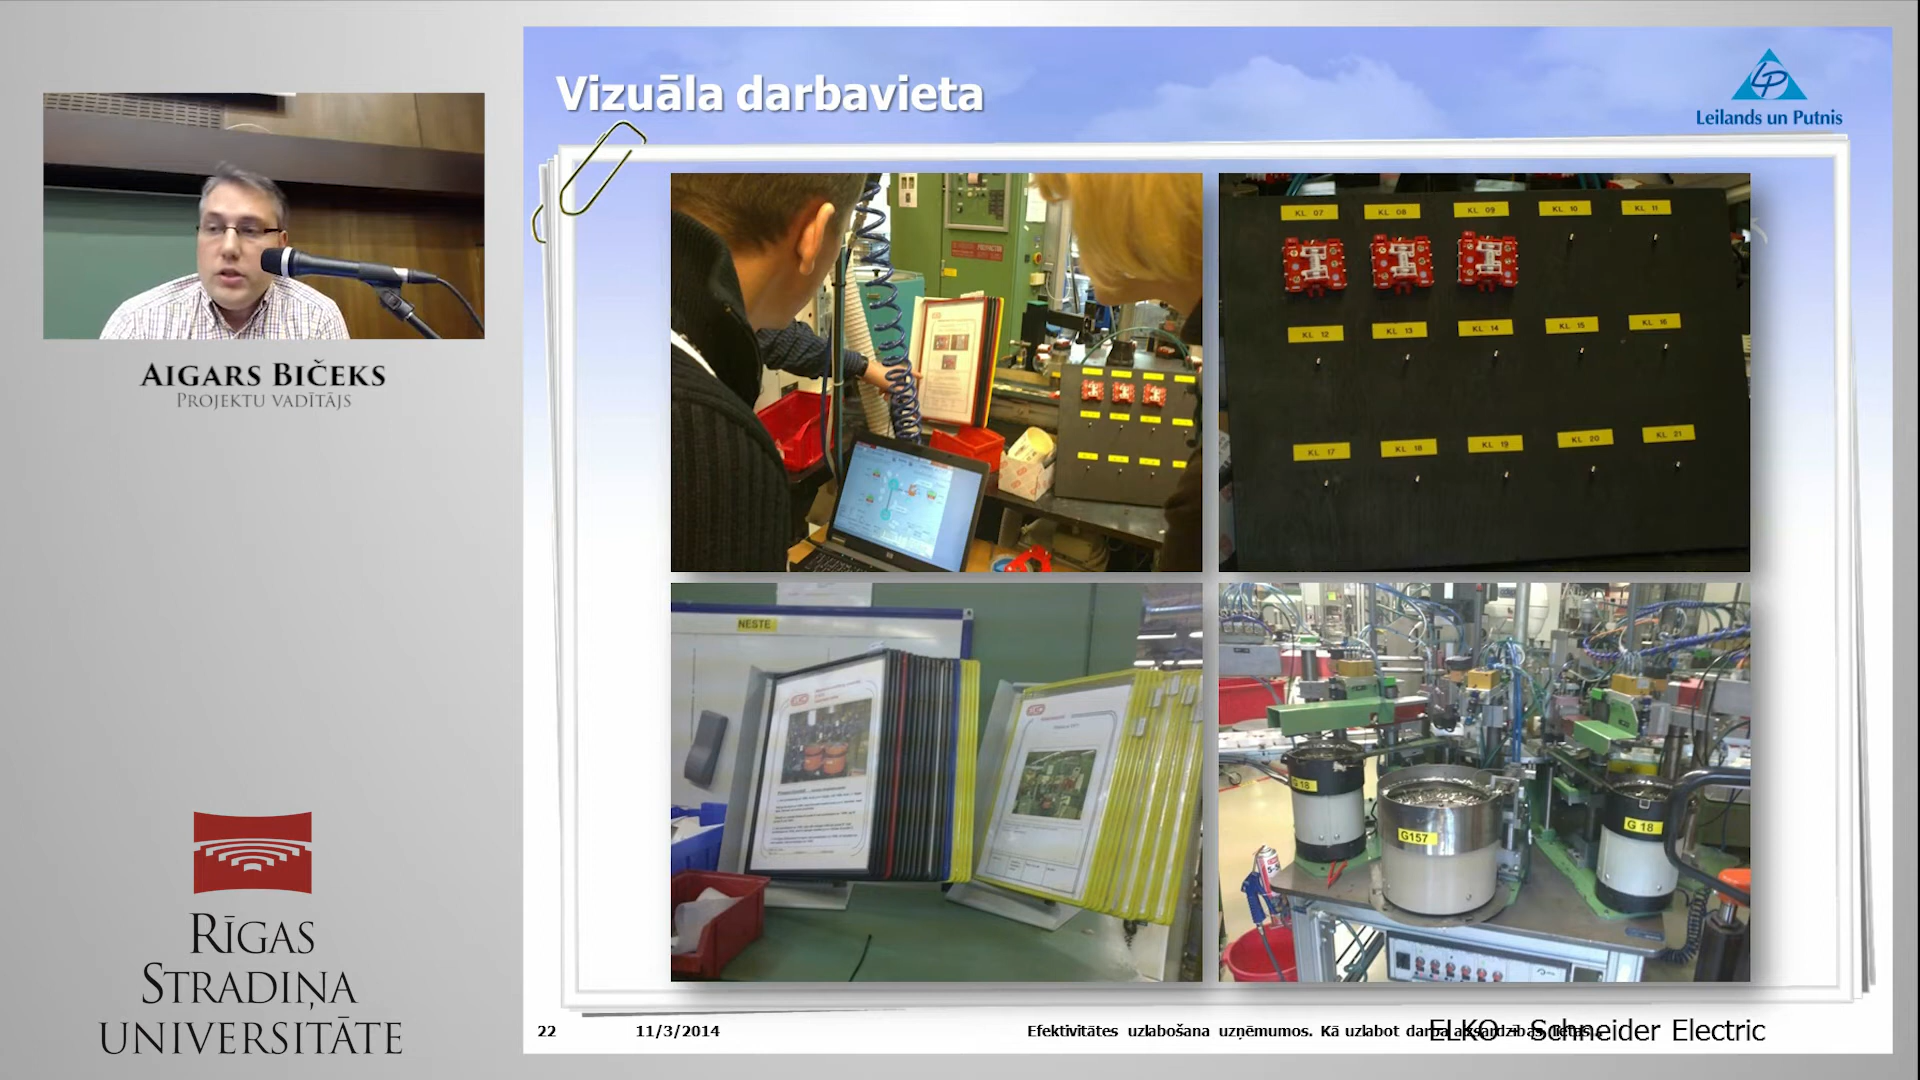 Vizuāla darbavieta
Leilands un Putnis
AIGARS BIČEKS
PROJEKTU VADĪTĀJS
KL 07
KL 08
KL 09
KL 10
KL 11
KL 12
KL 13
KL 14
KL 15
KL 16
KL 17
KL 18
KL 19
KL 20
KL 21
NESTE
G 18
G157
G 18
RĪGAS
STRADIŅA
UNIVERSITĀTE
22
11/3/2014
Efektivitātes uzlabošana uzņēmumos. Kā uzlabot darba aizsardzības lietas..
ELKO - Schneider Electric